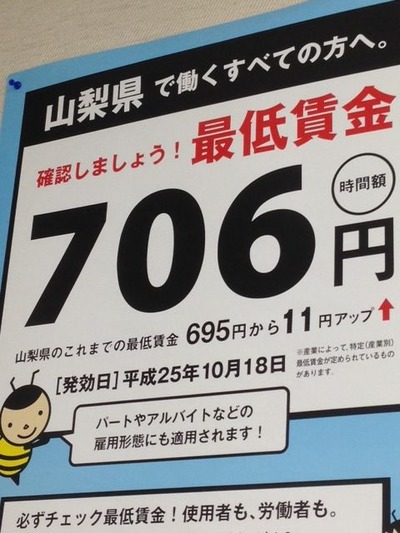 山梨県で働くすべての方へ。
確認しましょう！最低賃金
706円
時間額
山梨県のこれまでの最低賃金 695円から11円アップ
[発効日]平成25年10月18日
※産業によって、特定(産業別)
最低賃金が定められているもの
があります。
パートやアルバイトなどの
雇用形態にも適用されます！
必ずチェック最低賃金！使用者も、労働者も。